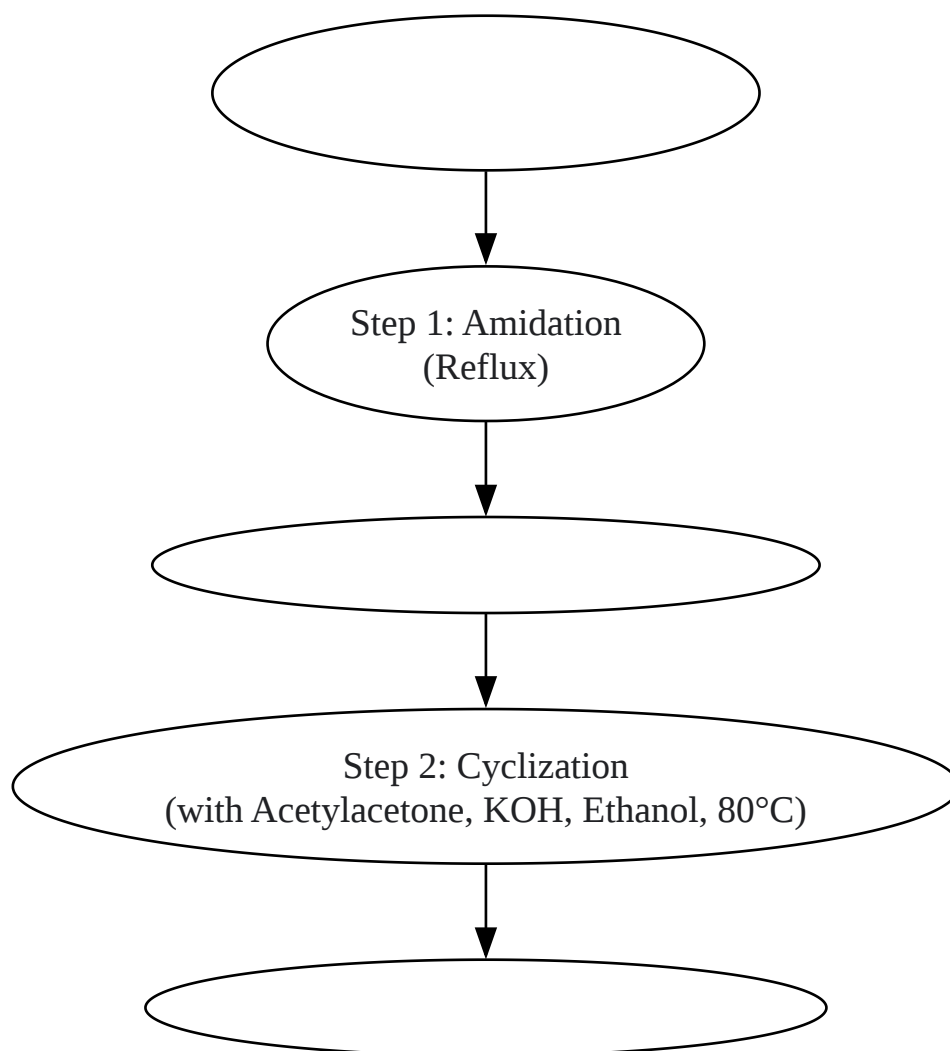 Step 1: Amidation
(Reflux)
Step 2: Cyclization
(with Acetylacetone, KOH, Ethanol, 80°C)